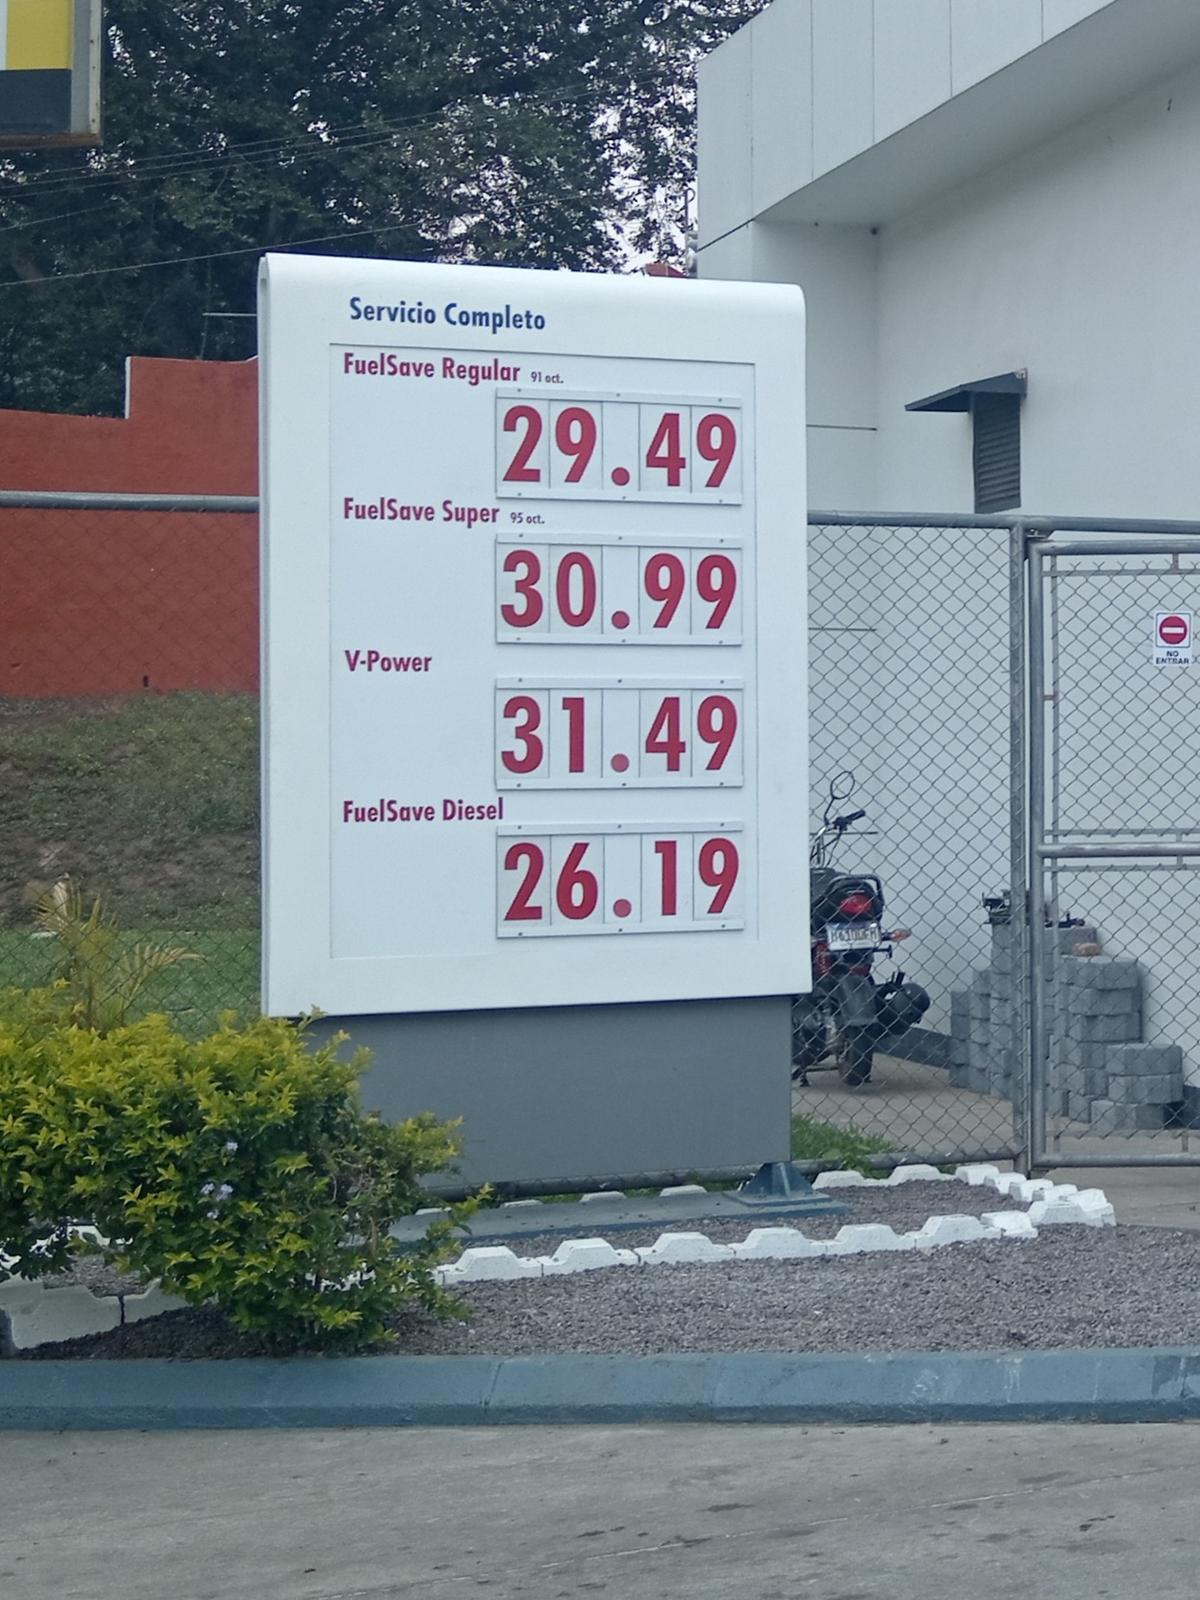 Servicio Completo
FuelSave Regular 91 oct.
29.49
FuelSave Super 95 oct.
30.99
V-Power
31.49
FuelSave Diesel
26.19
NO
ENTRAR